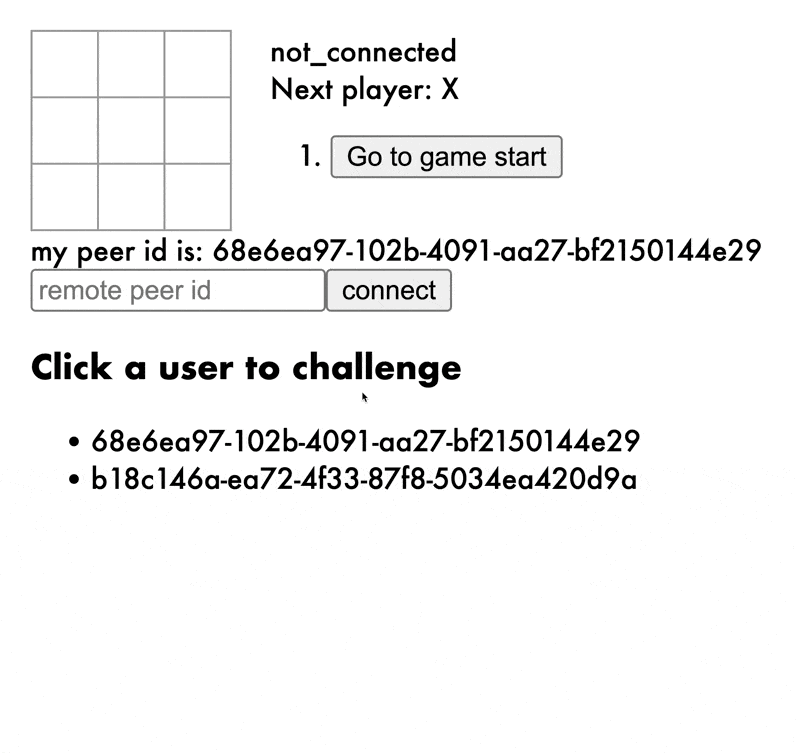 not_connected
Next player: X
1. Go to game start
my peer id is: 68e6ea97-102b-4091-aa27-bf2150144e29
remote peer id connect
Click a user to challenge
• 68e6ea97-102b-4091-aa27-bf2150144e29
• b18c146a-ea72-4f33-87f8-5034ea420d9a